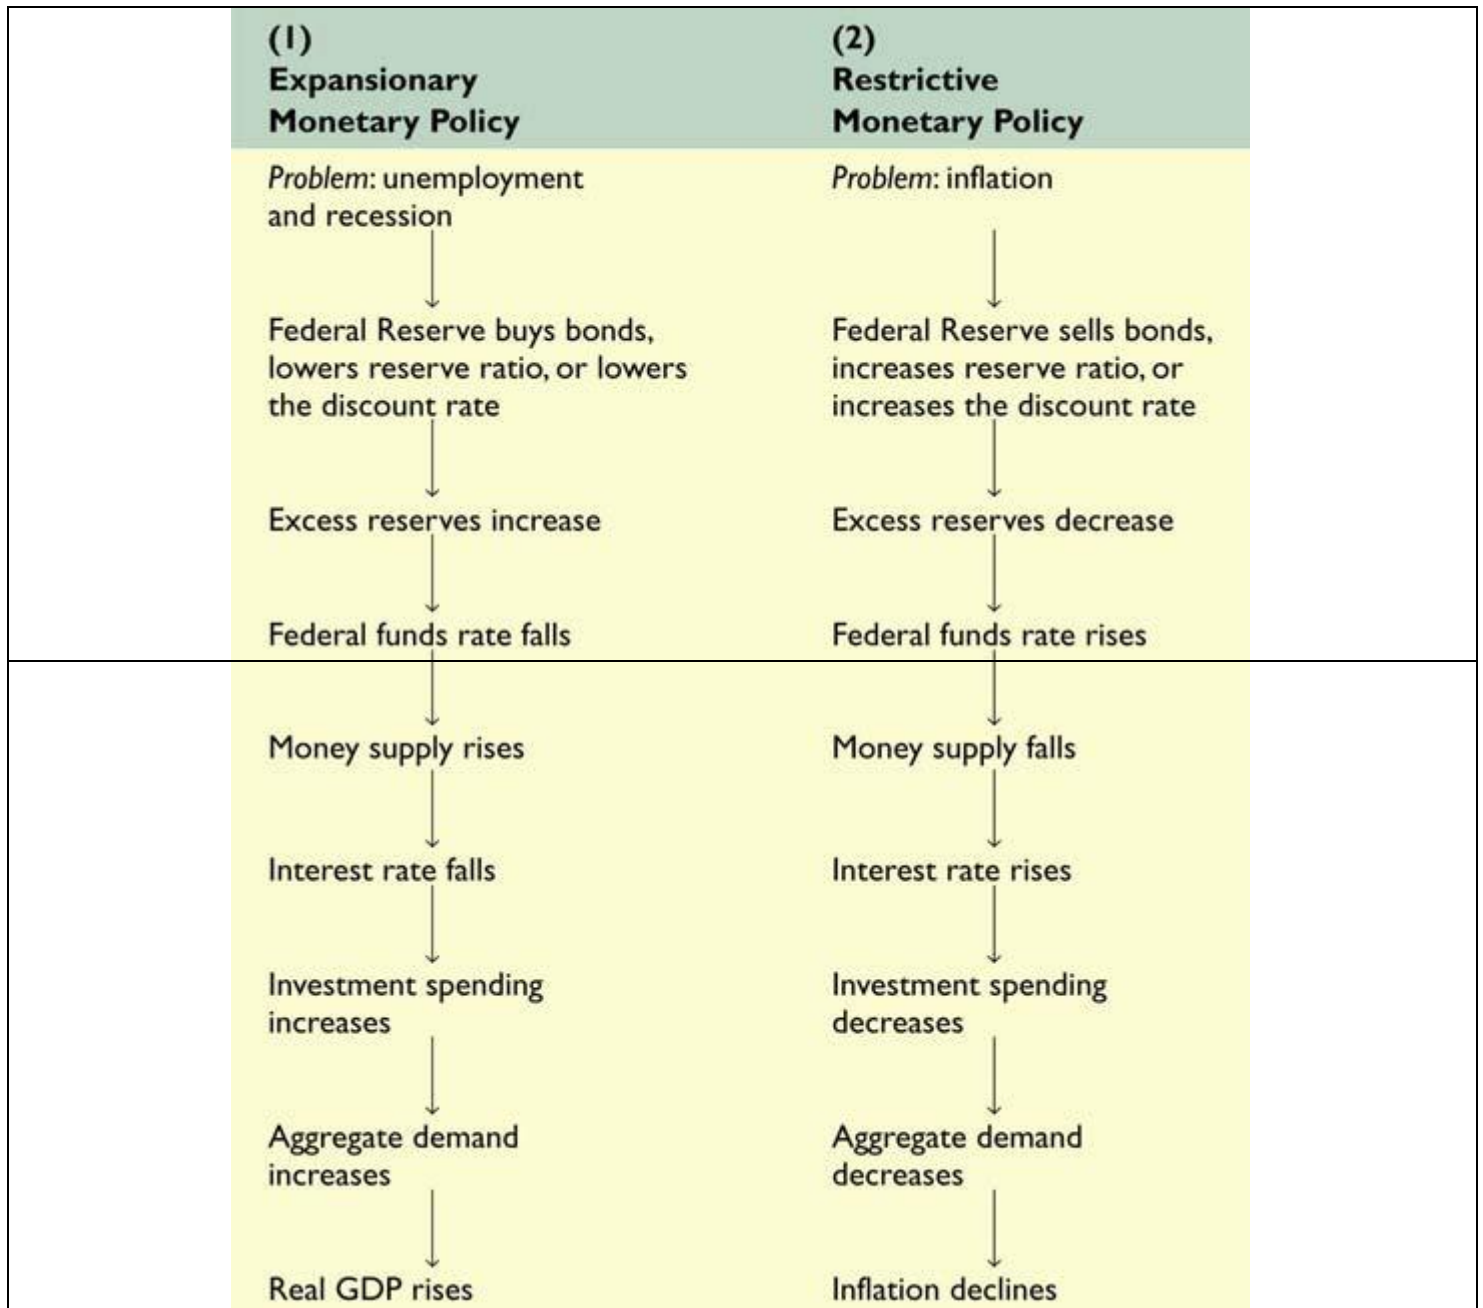 (1)
Expansionary
Monetary Policy
Problem: unemployment
and recession
Federal Reserve buys bonds,
lowers reserve ratio, or lowers
the discount rate
Excess reserves increase
Federal funds rate falls
Money supply rises
Interest rate falls
Investment spending
increases
Aggregate demand
increases
Real GDP rises
(2)
Restrictive
Monetary Policy
Problem: inflation
Federal Reserve sells bonds,
increases reserve ratio, or
increases the discount rate
Excess reserves decrease
Federal funds rate rises
Money supply falls
Interest rate rises
Investment spending
decreases
Aggregate demand
decreases
Inflation declines